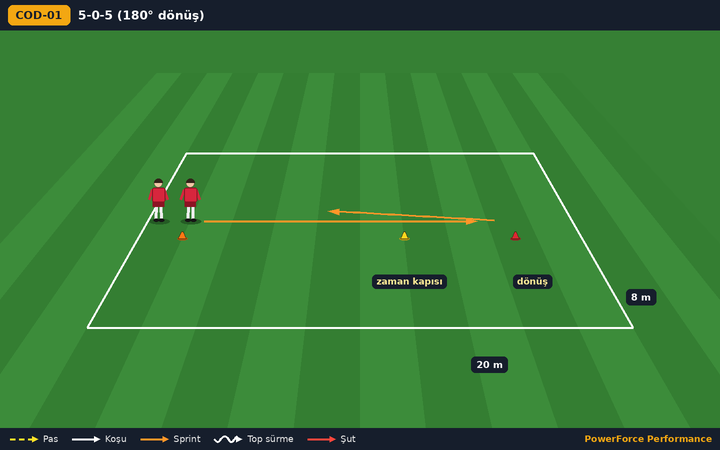 COD-01 5-0-5 (180° dönüş)
zaman kapısı
dönüş
8 m
20 m
Pas Koşu Sprint Top sürme Şut PowerForce Performance